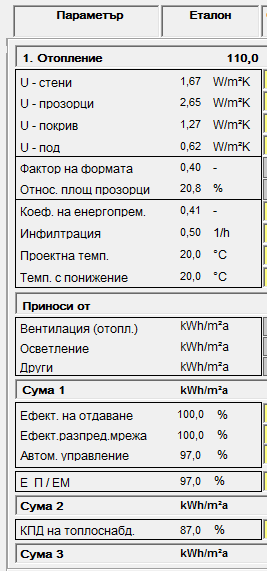 Параметър Еталон
1. Отопление 110,0
U - стени 1,67 W/m²K
U - прозорци 2,65 W/m²K
U - покрив 1,27 W/m²K
U - под 0,62 W/m²K
Фактор на формата 0,40 -
Относ. площ прозорци 20,8 %
Коеф. на енергопрем. 0,41 -
Инфилтрация 0,50 1/h
Проектна темп. 20,0 °C
Темп. с понижение 20,0 °C
Приноси от
Вентилация (отопл.) kWh/m²a
Осветление kWh/m²a
Други kWh/m²a
Сума 1 kWh/m²a
Ефект. на отдаване 100,0 %
Ефект.разпред.мрежа 100,0 %
Автом. управление 97,0 %
Е П / ЕМ 97,0 %
Сума 2 kWh/m²a
КПД на топлоснабд. 87,0 %
Сума 3 kWh/m²a